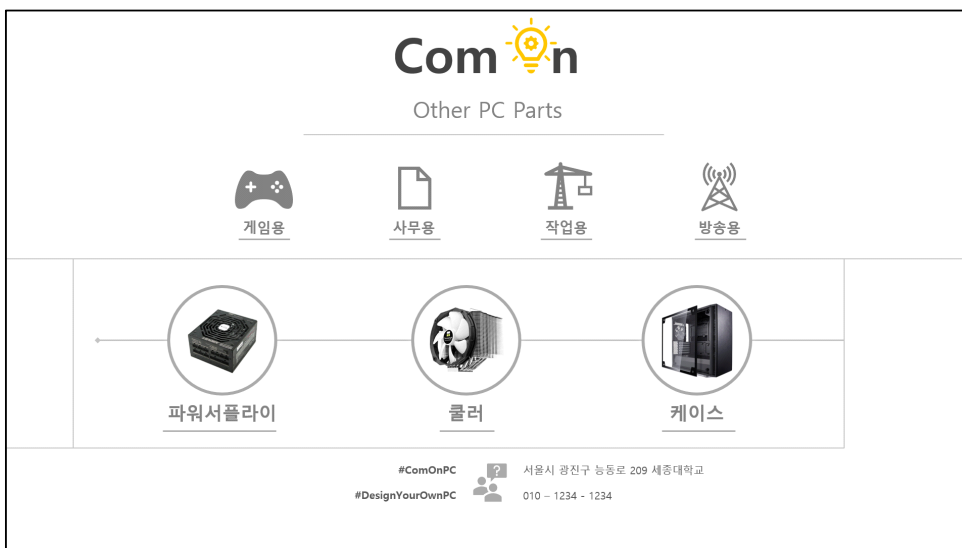 Com n
Other PC Parts
게임용
사무용
작업용
방송용
파워서플라이
쿨러
케이스
#ComOnPC
?
서울시 광진구 능동로 209 세종대학교
#DesignYourOwnPC
010 – 1234 - 1234